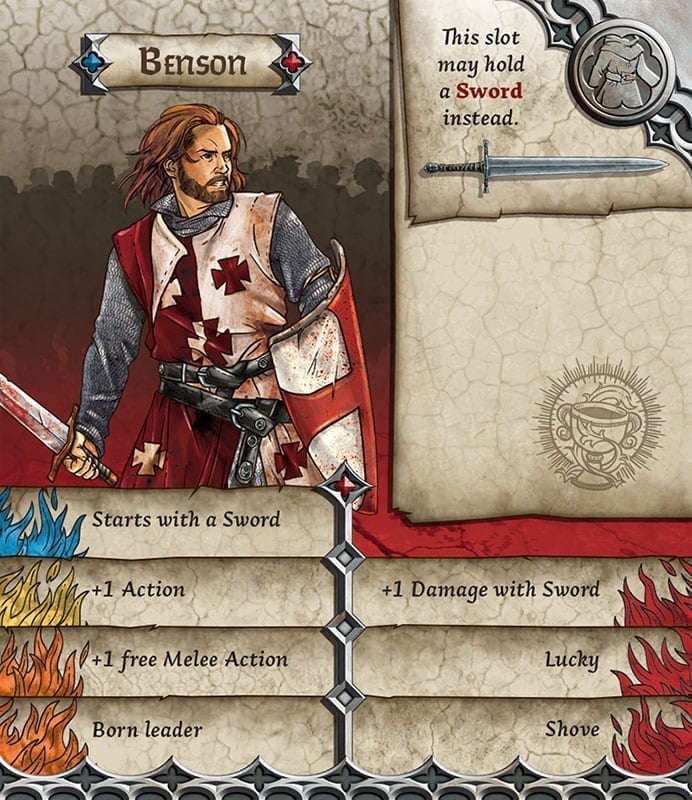 Benson
This slot
may hold
a Sword
instead.
Starts with a Sword
+1 Action
+1 Damage with Sword
+1 free Melee Action
Lucky
Born leader
Shove